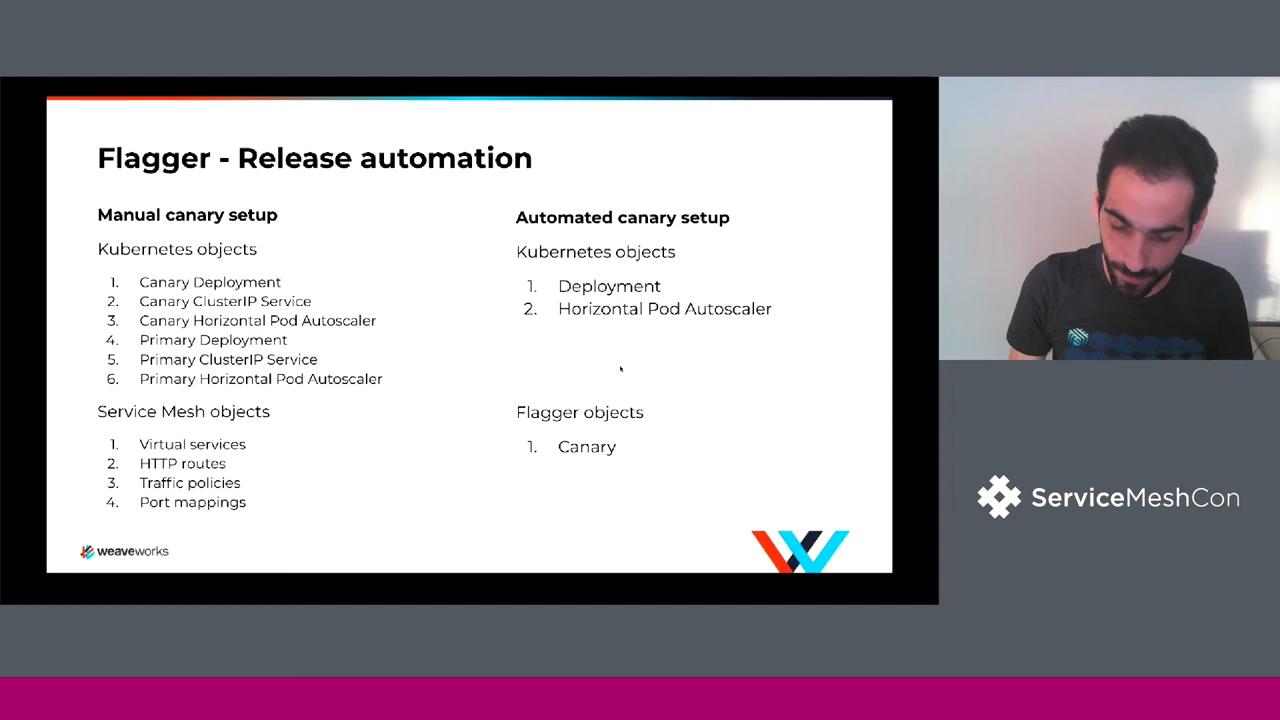 Flagger - Release automation
Manual canary setup
Kubernetes objects
1. Canary Deployment
2. Canary ClusterIP Service
3. Canary Horizontal Pod Autoscaler
4. Primary Deployment
5. Primary ClusterIP Service
6. Primary Horizontal Pod Autoscaler
Service Mesh objects
1. Virtual services
2. HTTP routes
3. Traffic policies
4. Port mappings
Automated canary setup
Kubernetes objects
1. Deployment
2. Horizontal Pod Autoscaler
Flagger objects
1. Canary
weaveworks
ServiceMeshCon